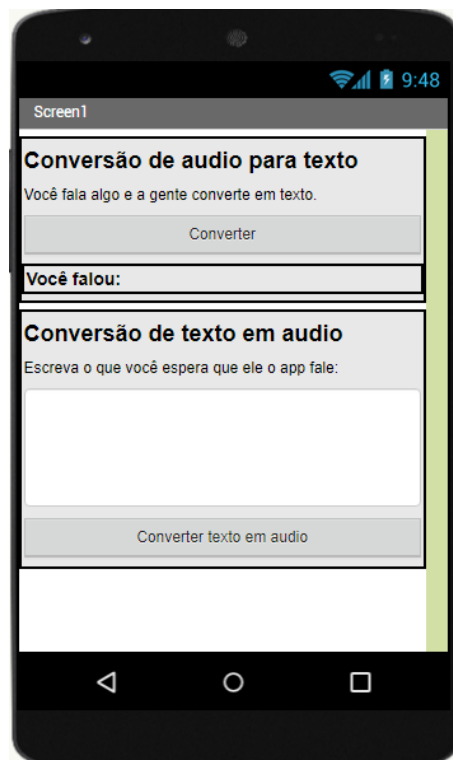 9:48
Screen1
Conversão de audio para texto
Você fala algo e a gente converte em texto.
Converter
Você falou:
Conversão de texto em audio
Escreva o que você espera que ele o app fale:
Converter texto em audio